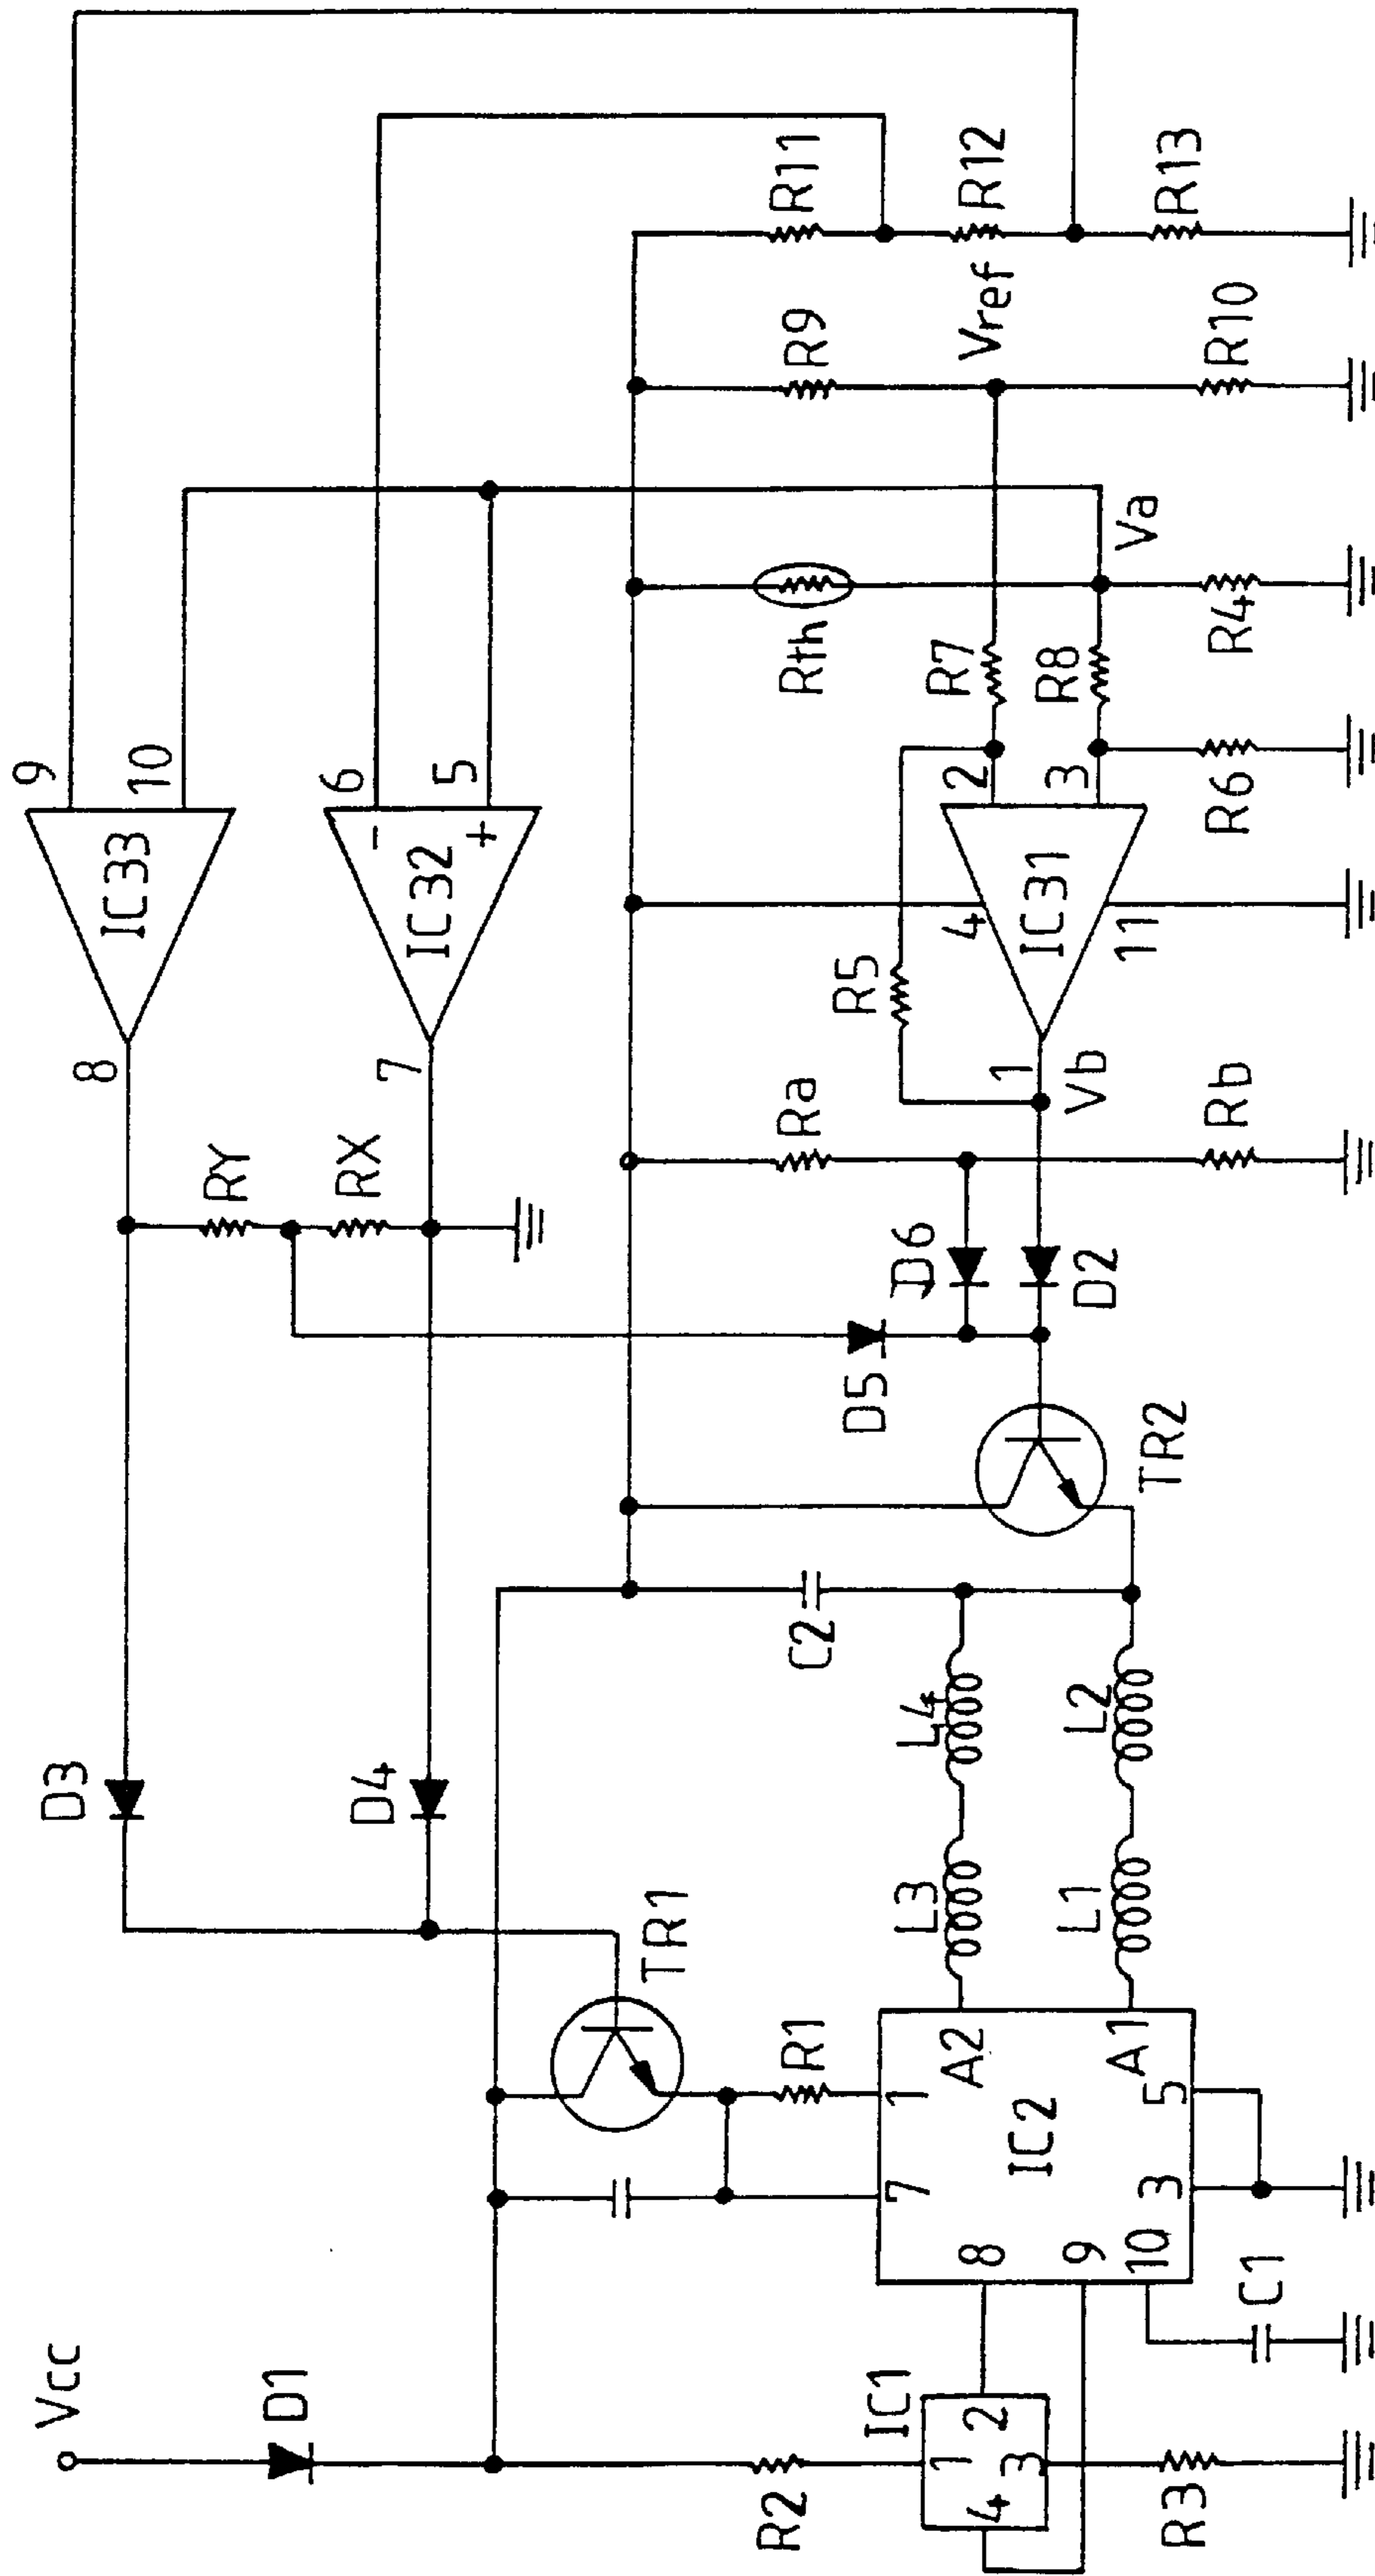 Vcc
D1
R2
IC1
1
2
3
4
R3
C1
IC2
7
1
8
9
10
3
5
A2
A1
R1
TR1
D3
D4
L3
L4
L1
L2
C2
TR2
D5
D6
D2
RY
RX
Ra
Rb
Vb
8
7
IC33
9
10
IC32
6
5
-
+
R5
IC31
1
2
3
4
11
R6
R7
R8
Rth
R4
Va
R9
Vref
R10
R11
R12
R13